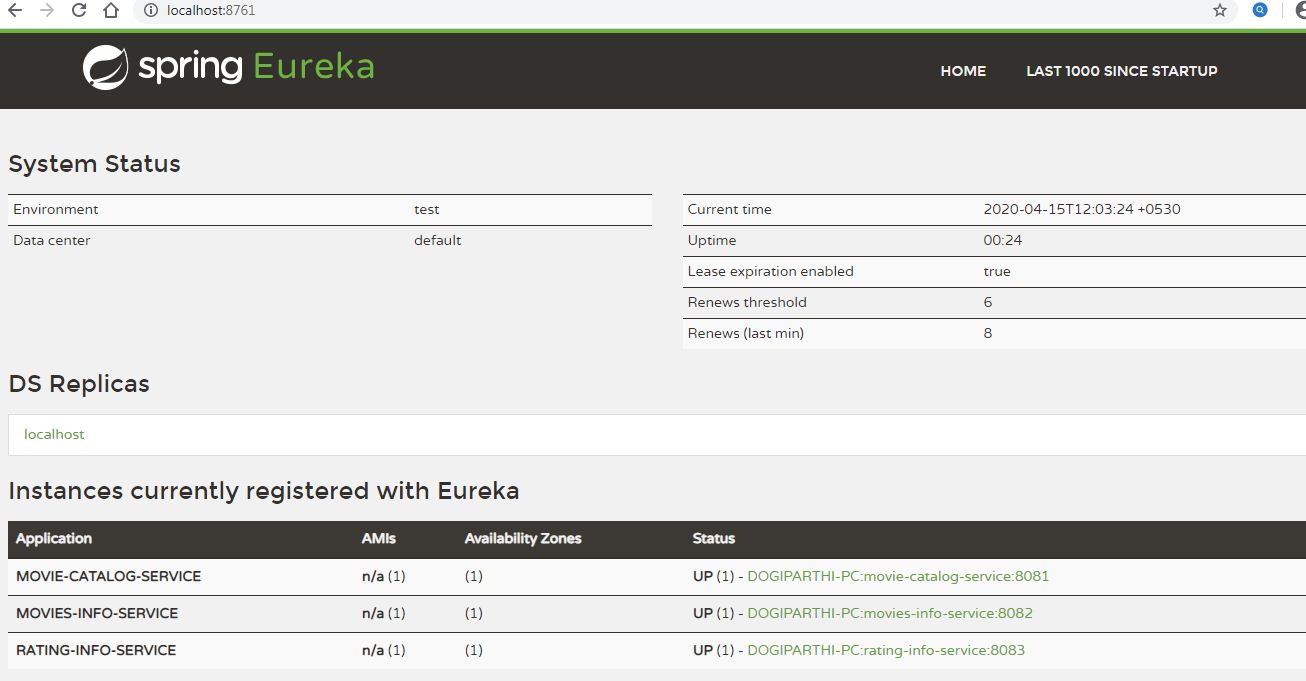 localhost:8761
spring Eureka
HOME LAST 1000 SINCE STARTUP
System Status
Environment test
Data center default
Current time 2020-04-15T12:03:24 +0530
Uptime 00:24
Lease expiration enabled true
Renews threshold 6
Renews (last min) 8
DS Replicas
localhost
Instances currently registered with Eureka
Application AMIs Availability Zones Status
MOVIE-CATALOG-SERVICE n/a (1) (1) UP (1) - DOGIPARTHI-PC:movie-catalog-service:8081
MOVIES-INFO-SERVICE n/a (1) (1) UP (1) - DOGIPARTHI-PC:movies-info-service:8082
RATING-INFO-SERVICE n/a (1) (1) UP (1) - DOGIPARTHI-PC:rating-info-service:8083